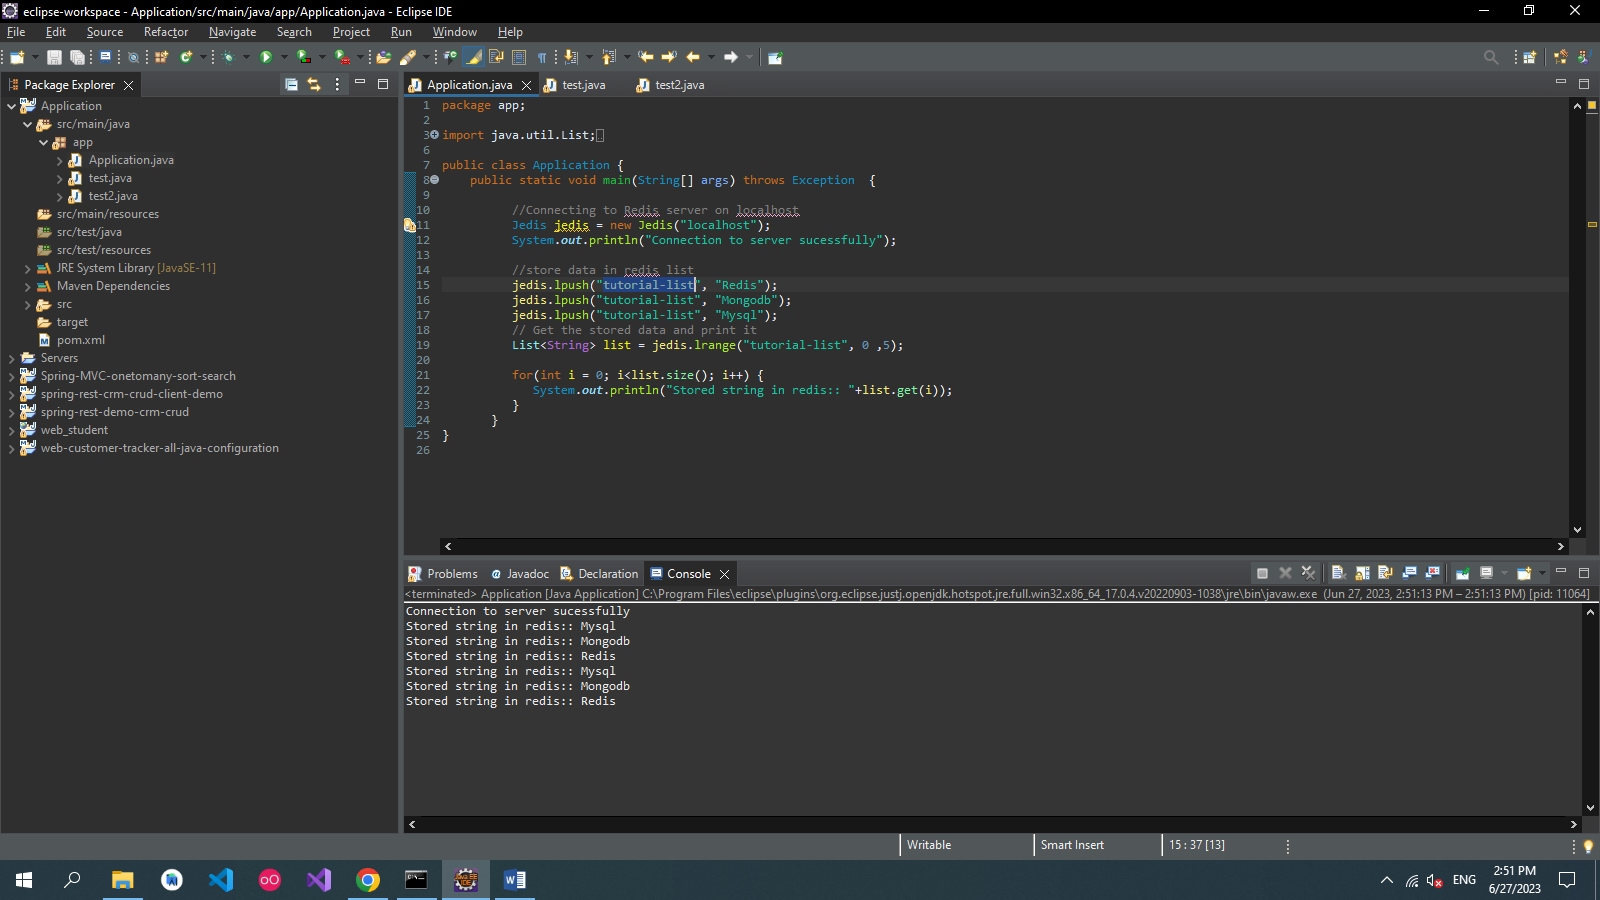 eclipse-workspace - Application/src/main/java/app/Application.java - Eclipse IDE
File Edit Source Refactor Navigate Search Project Run Window Help
Package Explorer
Application
src/main/java
app
Application.java
test.java
test2.java
src/main/resources
src/test/java
src/test/resources
JRE System Library [JavaSE-11]
Maven Dependencies
src
target
pom.xml
Servers
Spring-MVC-onetomany-sort-search
spring-rest-crm-crud-client-demo
spring-rest-demo-crm-crud
web_student
web-customer-tracker-all-java-configuration
Application.java test.java test2.java
1 package app;
2
3 import java.util.List;
6
7 public class Application {
8 public static void main(String[] args) throws Exception {
9
10 //Connecting to Redis server on localhost
11 Jedis jedis = new Jedis("localhost");
12 System.out.println("Connection to server sucessfully");
13
14 //store data in redis list
15 jedis.lpush("tutorial-list", "Redis");
16 jedis.lpush("tutorial-list", "Mongodb");
17 jedis.lpush("tutorial-list", "Mysql");
18 // Get the stored data and print it
19 List<String> list = jedis.lrange("tutorial-list", 0 ,5);
20
21 for(int i = 0; i<list.size(); i++) {
22 System.out.println("Stored string in redis:: "+list.get(i));
23 }
24 }
25 }
26
Problems Javadoc Declaration Console
<terminated> Application [Java Application] C:\Program Files\eclipse\plugins\org.eclipse.justj.openjdk.hotspot.jre.full.win32.x86_64_17.0.4.v20220903-1038\jre\bin\javaw.exe (Jun 27, 2023, 2:51:13 PM – 2:51:13 PM) [pid: 11064]
Connection to server sucessfully
Stored string in redis:: Mysql
Stored string in redis:: Mongodb
Stored string in redis:: Redis
Stored string in redis:: Mysql
Stored string in redis:: Mongodb
Stored string in redis:: Redis
Writable Smart Insert 15 : 37 [13]
ENG 2:51 PM
6/27/2023